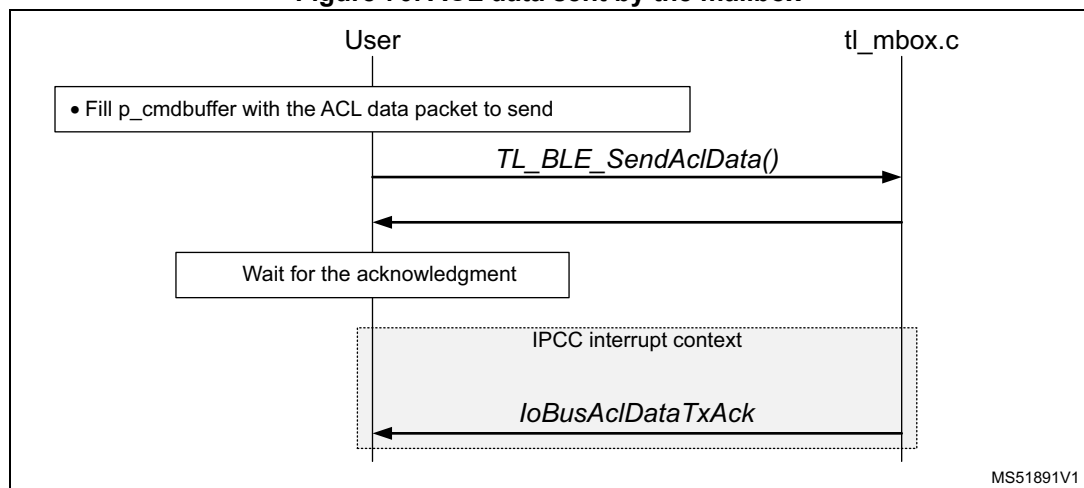 User
tl_mbox.c
• Fill p_cmdbuffer with the ACL data packet to send
TL_BLE_SendAclData()
Wait for the acknowledgment
IPCC interrupt context
IoBusAclDataTxAck
MS51891V1